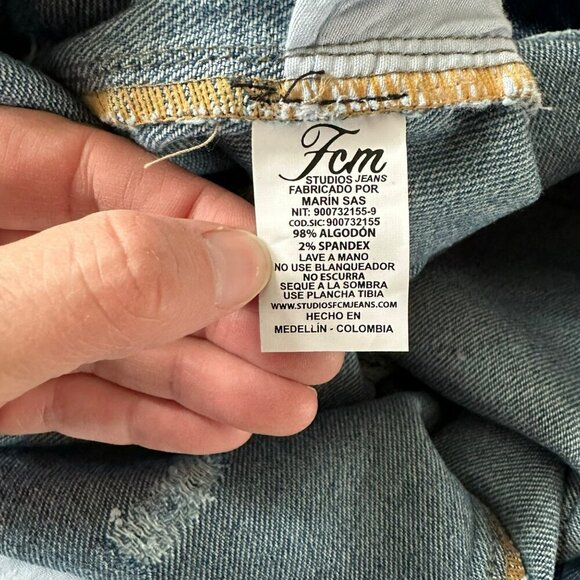 Fcm
STUDIOS JEANS
FABRICADO POR
MARÍN SAS
NIT: 900732155-9
COD.SIC: 900732155
98% ALGODÓN
2% SPANDEX
LAVE A MANO
NO USE BLANQUEADOR
NO ESCURRA
SEQUE A LA SOMBRA
USE PLANCHA TIBIA
WWW.STUDIOSFCMJEANS.COM
HECHO EN
MEDELLÍN - COLOMBIA